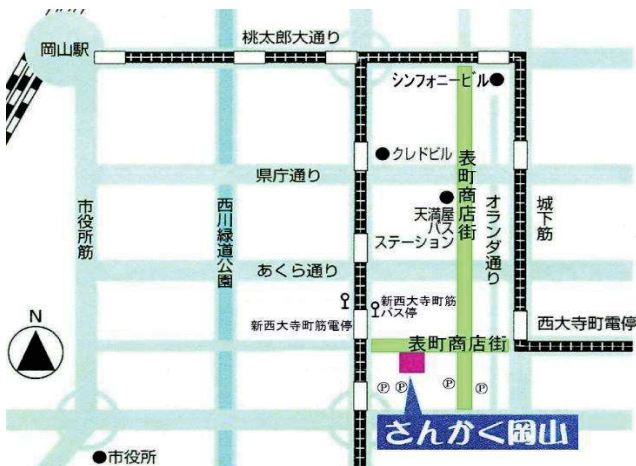 岡山駅
桃太郎大通り
シンフォニービル
クレドビル
県庁通り
表町商店街
天満屋
バス
ステーション
オランダ通り
城下筋
市役所筋
西川緑道公園
あくら通り
新西大寺町筋
バス停
新西大寺町筋電停
西大寺町電停
N
表町商店街
Ⓟ Ⓟ Ⓟ Ⓟ
さんかく岡山
市役所